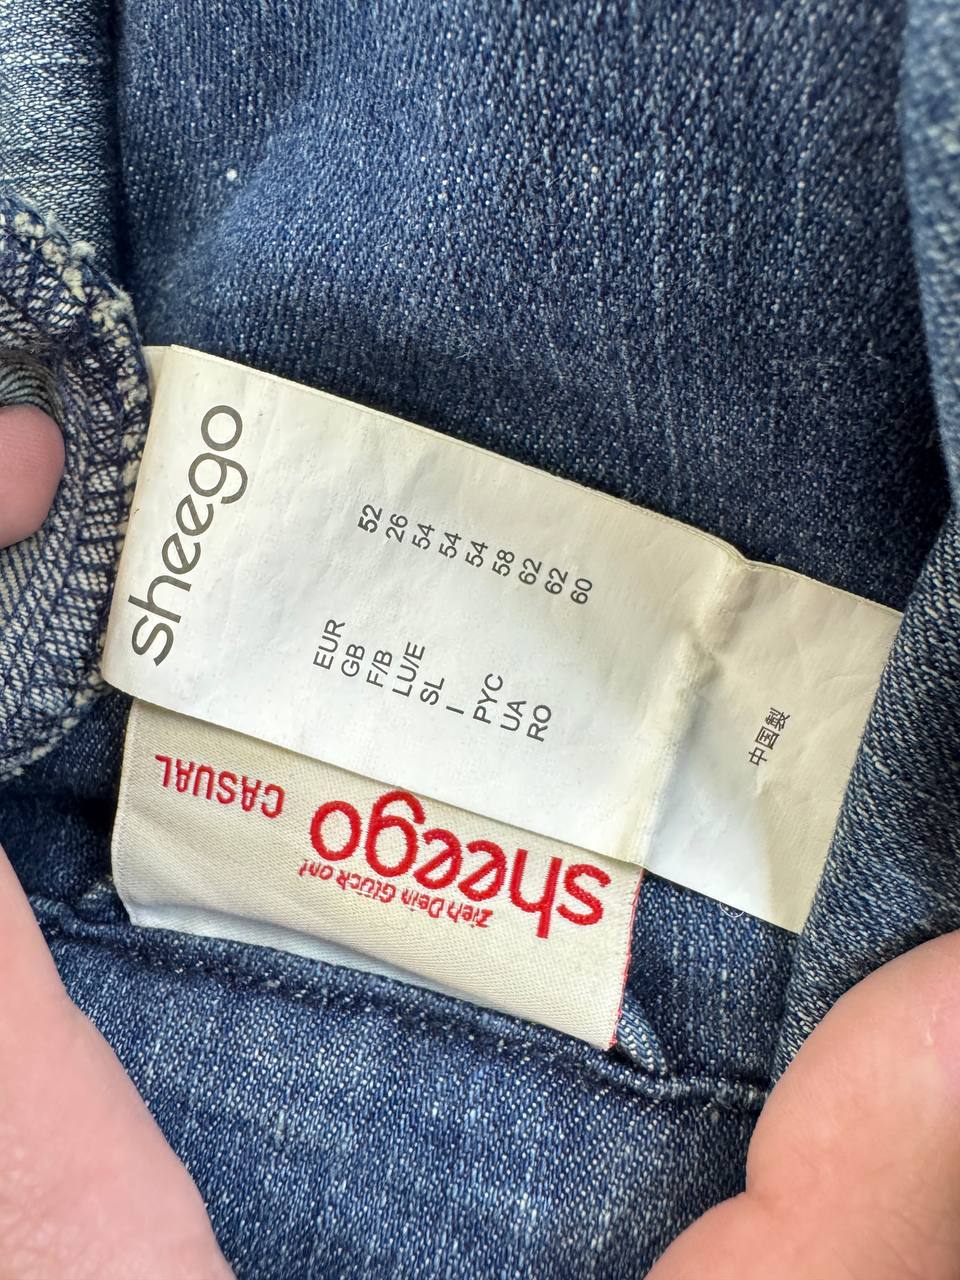 sheego
EUR 52
GB 26
F/B 54
LU/E 54
SL 54
I 58
РУС 62
UA 62
RO 60
中国製
Zieh Dein Glück an!
sheego
CASUAL